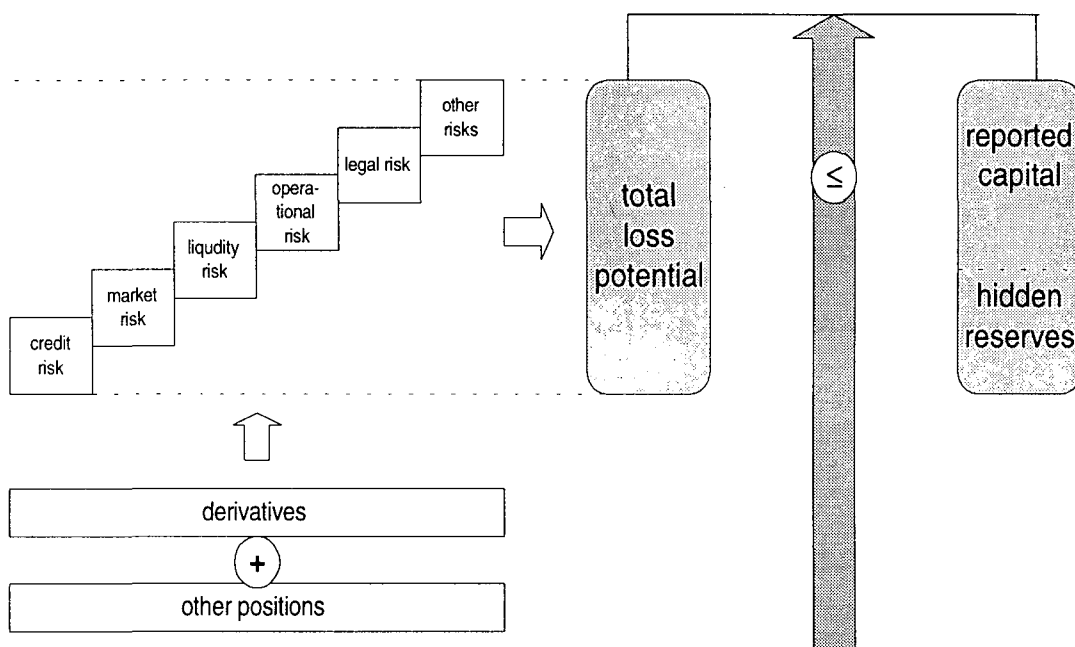 other
risks
legal risk
opera-
tional
risk
liqudity
risk
market
risk
credit
risk
total
loss
potential
≤
reported
capital
hidden
reserves
derivatives
+
other positions